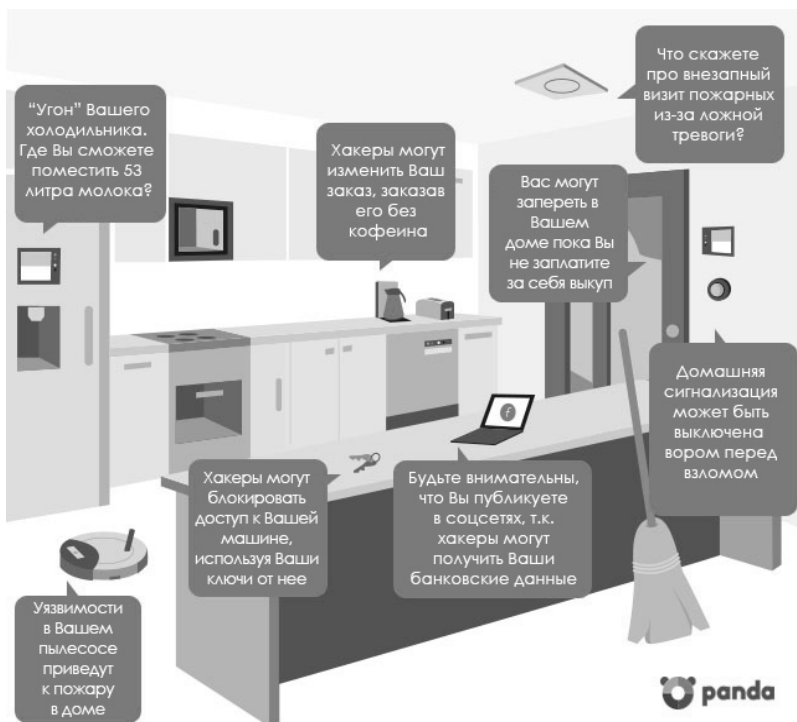 Что скажете
про внезапный
визит пожарных
из-за ложной
тревоги?
"Угон" Вашего
холодильника.
Где Вы сможете
поместить 53
литра молока?
Хакеры могут
изменить Ваш
заказ, заказав
его без
кофеина
Вас могут
запереть в
Вашем
доме пока Вы
не заплатите
за себя выкуп
Домашняя
сигнализация
может быть
выключена
вором перед
взломом
Хакеры могут
блокировать
доступ к Вашей
машине,
используя Ваши
ключи от нее
Будьте внимательны,
что Вы публикуете
в соцсетях, т.к.
хакеры могут
получить Ваши
банковские данные
Уязвимости
в Вашем
пылесосе
приведут
к пожару
в доме
f
panda